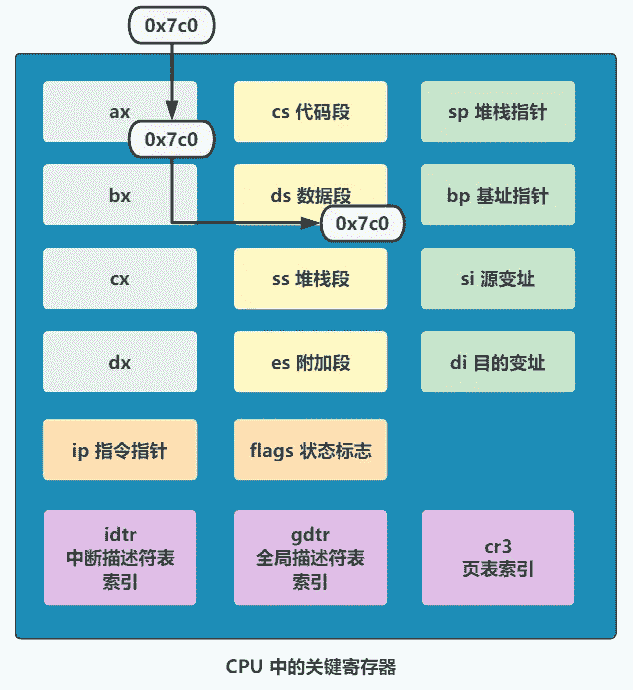 0x7c0
ax
cs 代码段
sp 堆栈指针
0x7c0
bx
ds 数据段
bp 基址指针
0x7c0
cx
ss 堆栈段
si 源变址
dx
es 附加段
di 目的变址
ip 指令指针
flags 状态标志
idtr
中断描述符表
索引
gdtr
全局描述符表
索引
cr3
页表索引
CPU 中的关键寄存器